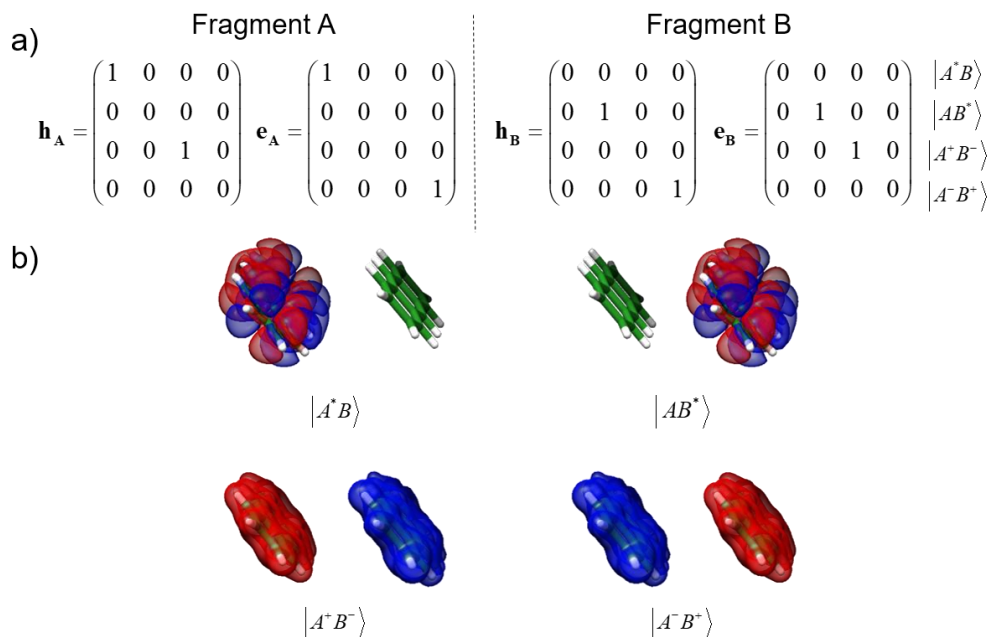 Fragment A
Fragment B
a)
h_A = (1 0 0 0
0 0 0 0
0 0 1 0
0 0 0 0)
e_A = (1 0 0 0
0 0 0 0
0 0 0 0
0 0 0 1)
h_B = (0 0 0 0
0 1 0 0
0 0 0 0
0 0 0 1)
e_B = (0 0 0 0
0 1 0 0
0 0 1 0
0 0 0 0)
|A*B⟩
|AB*⟩
|A⁺B⁻⟩
|A⁻B⁺⟩
b)
|A*B⟩
|AB*⟩
|A⁺B⁻⟩
|A⁻B⁺⟩